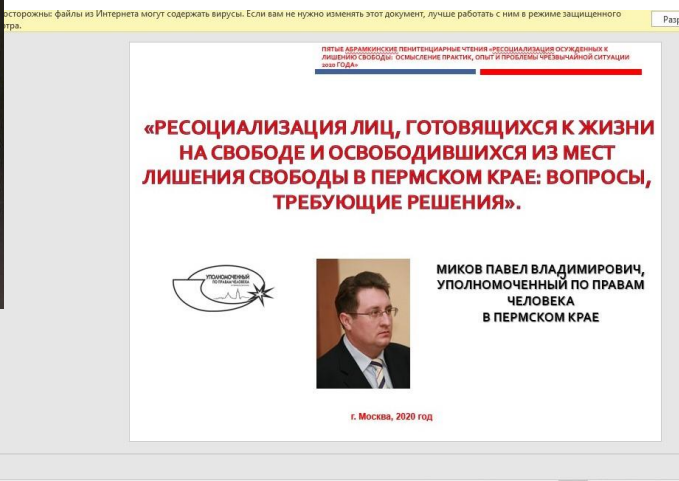 осторожны: файлы из Интернета могут содержать вирусы. Если вам не нужно изменять этот документ, лучше работать с ним в режиме защищенного
отра.
Разр
ПЯТЫЕ АБРАМКИНСКИЕ ПЕНИТЕНЦИАРНЫЕ ЧТЕНИЯ «РЕСОЦИАЛИЗАЦИЯ ОСУЖДЕННЫХ К
ЛИШЕНИЮ СВОБОДЫ: ОСМЫСЛЕНИЕ ПРАКТИК, ОПЫТ И ПРОБЛЕМЫ ЧРЕЗВЫЧАЙНОЙ СИТУАЦИИ
2020 ГОДА»
«РЕСОЦИАЛИЗАЦИЯ ЛИЦ, ГОТОВЯЩИХСЯ К ЖИЗНИ
НА СВОБОДЕ И ОСВОБОДИВШИХСЯ ИЗ МЕСТ
ЛИШЕНИЯ СВОБОДЫ В ПЕРМСКОМ КРАЕ: ВОПРОСЫ,
ТРЕБУЮЩИЕ РЕШЕНИЯ».
УПОЛНОМОЧЕННЫЙ
ПО ПРАВАМ ЧЕЛОВЕКА
МИКОВ ПАВЕЛ ВЛАДИМИРОВИЧ,
УПОЛНОМОЧЕННЫЙ ПО ПРАВАМ
ЧЕЛОВЕКА
В ПЕРМСКОМ КРАЕ
г. Москва, 2020 год